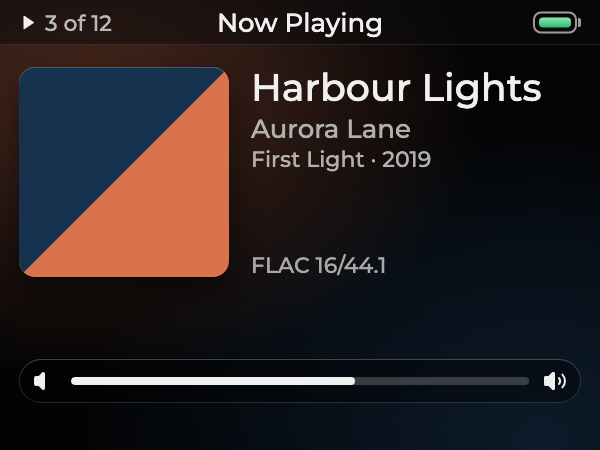 3 of 12
Now Playing
Harbour Lights
Aurora Lane
First Light · 2019
FLAC 16/44.1